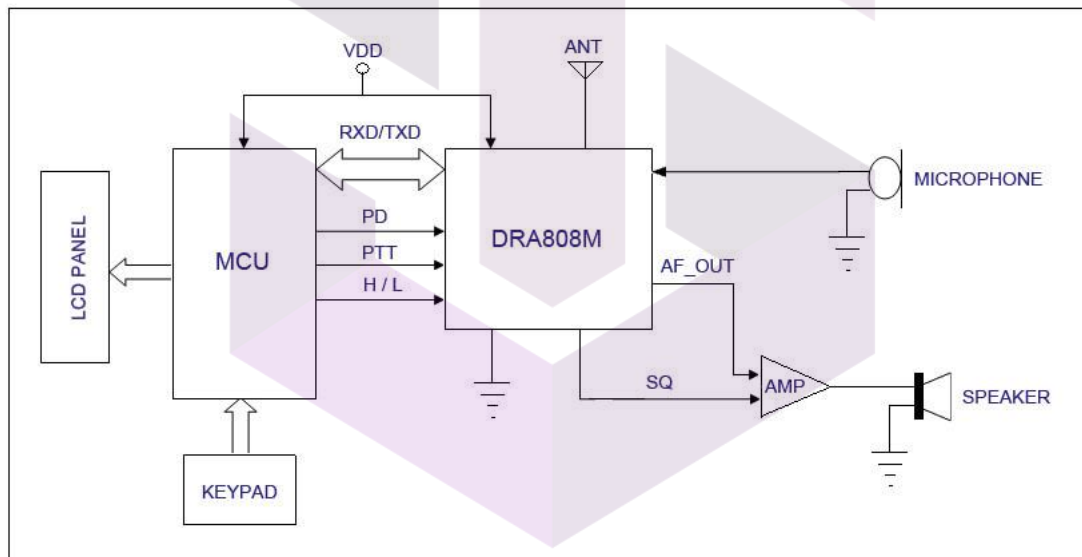 VDD
ANT
RXD/TXD
MICROPHONE
PD
DRA808M
LCD PANEL
MCU
PTT
AF_OUT
H / L
SQ
AMP
SPEAKER
KEYPAD